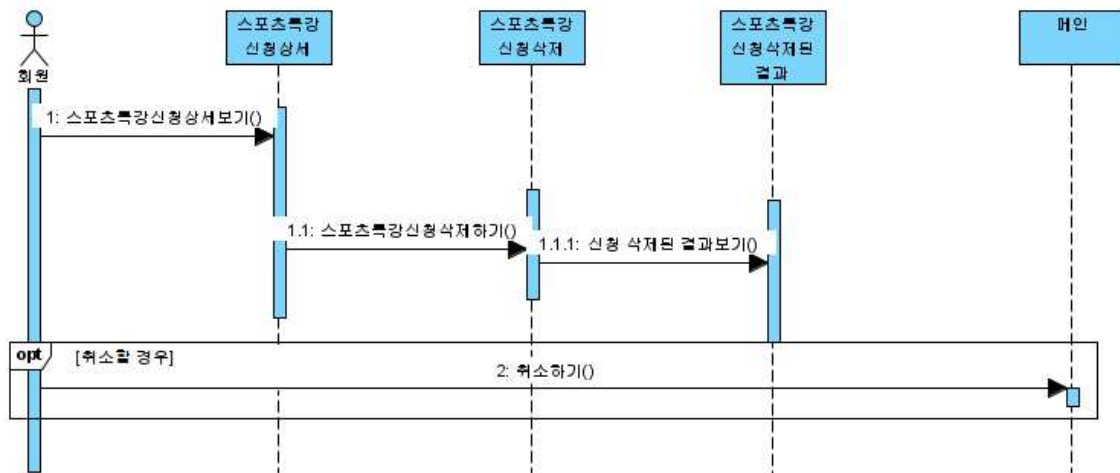 회원
스포츠특강
신청상세
스포츠특강
신청삭제
스포츠특강
신청삭제된
결과
메인
1: 스포츠특강신청상세보기()
1.1: 스포츠특강신청삭제하기()
1.1.1: 신청 삭제된 결과보기()
opt
[취소할 경우]
2: 취소하기()